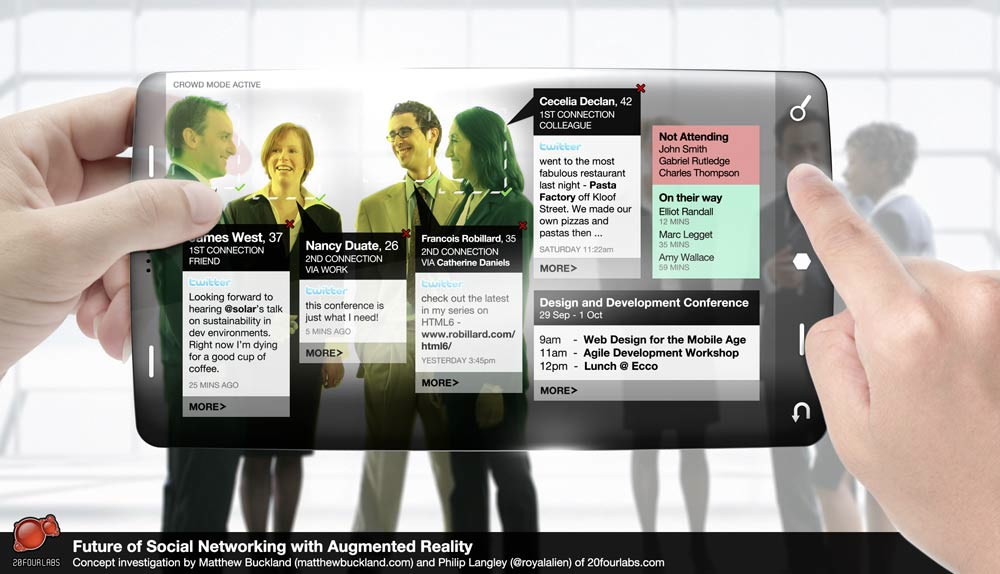 CROWD MODE ACTIVE
James West, 37
1ST CONNECTION
FRIEND
twitter
Looking forward to
hearing @solar's talk
on sustainability in
dev environments.
Right now I'm dying
for a good cup of
coffee.
25 MINS AGO
MORE>
Nancy Duate, 26
2ND CONNECTION
VIA WORK
twitter
this conference is
just what I need!
5 MINS AGO
MORE>
Francois Robillard, 35
2ND CONNECTION
VIA Catherine Daniels
twitter
check out the latest
in my series on
HTML6 -
www.robillard.com/
html6/
YESTERDAY 3:45pm
MORE>
Cecelia Declan, 42
1ST CONNECTION
COLLEAGUE
twitter
went to the most
fabulous restaurant
last night - Pasta
Factory off Kloof
Street. We made our
own pizzas and
pastas then ...
SATURDAY 11:22am
MORE>
Not Attending
John Smith
Gabriel Rutledge
Charles Thompson
On their way
Elliot Randall
12 MINS
Marc Legget
35 MINS
Amy Wallace
59 MINS
Design and Development Conference
29 Sep - 1 Oct
9am - Web Design for the Mobile Age
11am - Agile Development Workshop
12pm - Lunch @ Ecco
MORE>
20FOURLABS
Future of Social Networking with Augmented Reality
Concept investigation by Matthew Buckland (matthewbuckland.com) and Philip Langley (@royalalien) of 20fourlabs.com